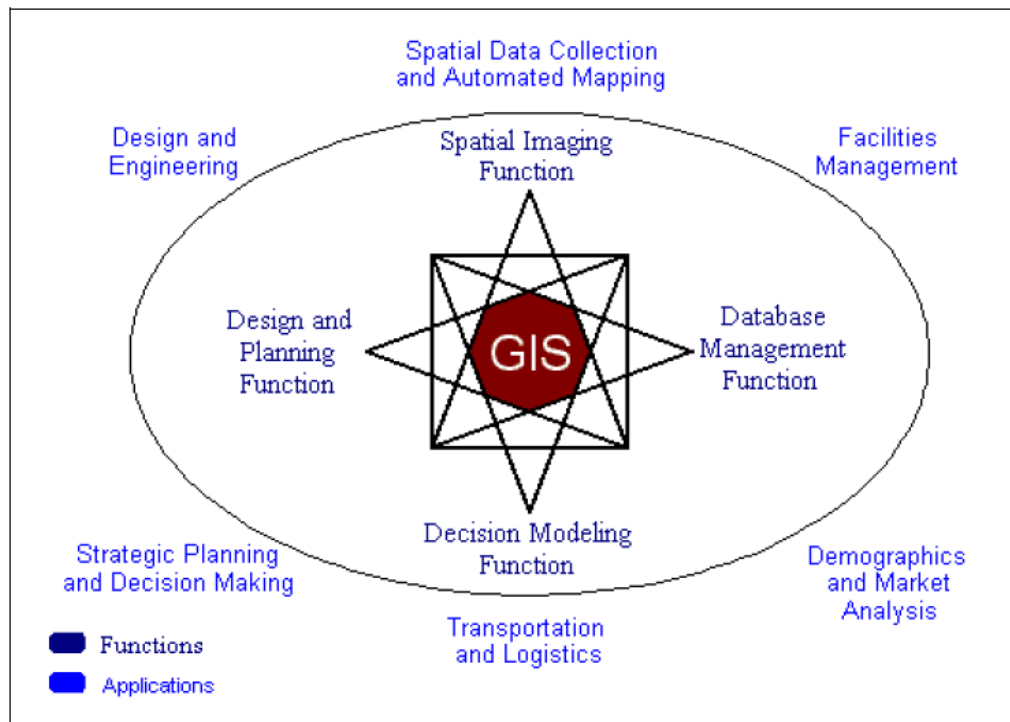 Spatial Data Collection
and Automated Mapping
Design and
Engineering
Spatial Imaging
Function
Facilities
Management
Design and
Planning
Function
GIS
Database
Management
Function
Decision Modeling
Function
Strategic Planning
and Decision Making
Demographics
and Market
Analysis
Transportation
and Logistics
Functions
Applications